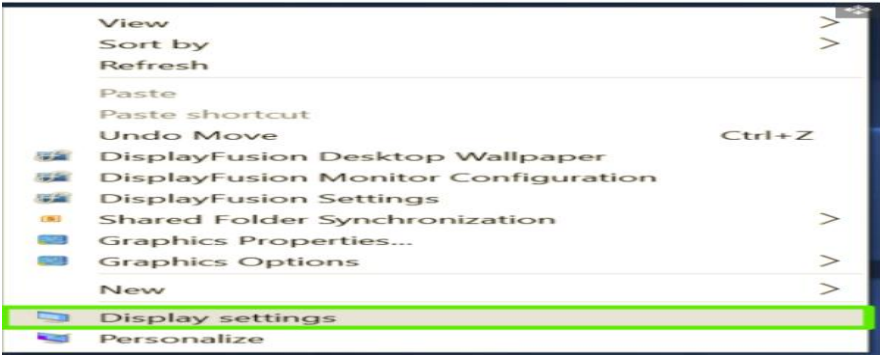 View >
Sort by >
Refresh
Paste
Paste shortcut
Undo Move Ctrl+Z
DisplayFusion Desktop Wallpaper
DisplayFusion Monitor Configuration
DisplayFusion Settings
Shared Folder Synchronization >
Graphics Properties...
Graphics Options >
New >
Display settings
Personalize